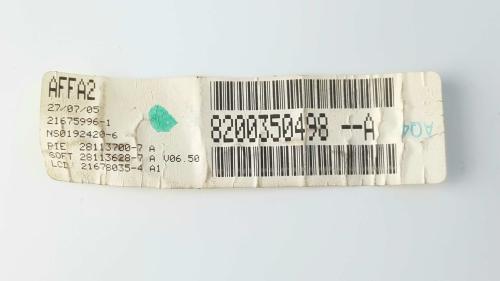 AFFA2
27/07/05
21675996-1
NS0192420-6
PIE 28113700-7 A
SOFT 28113628-7 A V06.50
LCD 21678035-4 A1
8200350498 --A